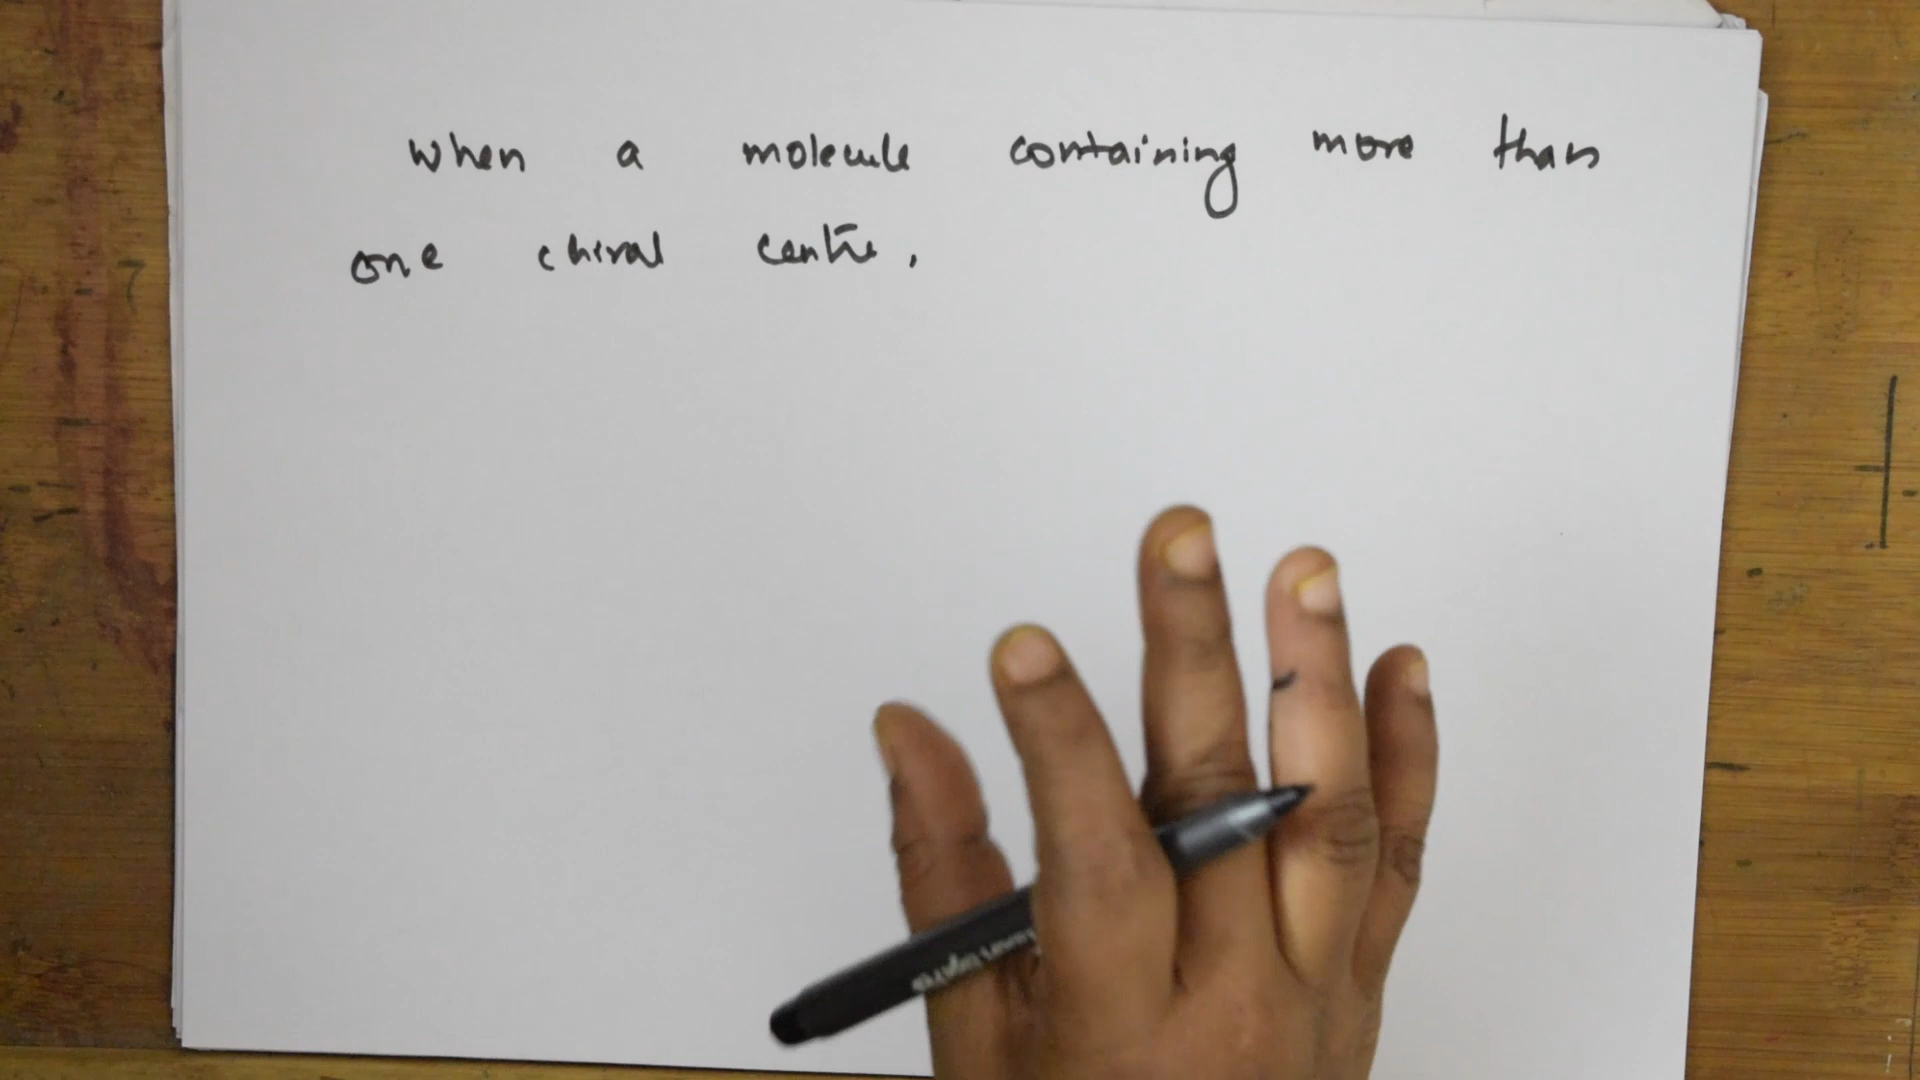 when a molecule containing more than
one chiral centre,